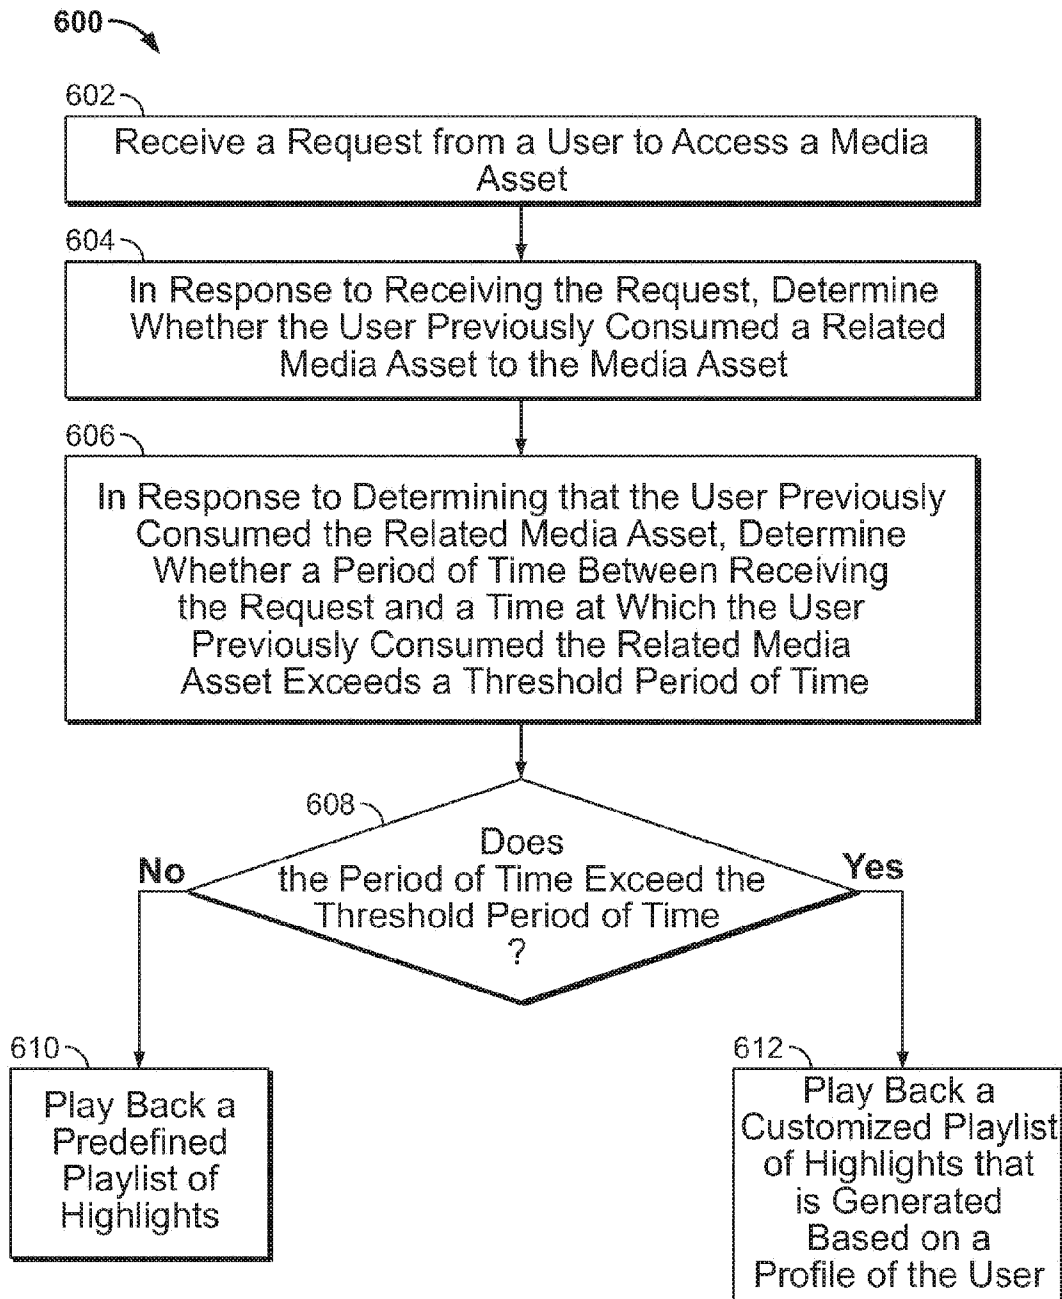 600
602
Receive a Request from a User to Access a Media
Asset
604
In Response to Receiving the Request, Determine
Whether the User Previously Consumed a Related
Media Asset to the Media Asset
606
In Response to Determining that the User Previously
Consumed the Related Media Asset, Determine
Whether a Period of Time Between Receiving
the Request and a Time at Which the User
Previously Consumed the Related Media
Asset Exceeds a Threshold Period of Time
608
Does
the Period of Time Exceed the
Threshold Period of Time
?
No
Yes
610
Play Back a
Predefined
Playlist of
Highlights
612
Play Back a
Customized Playlist
of Highlights that
is Generated
Based on a
Profile of the User